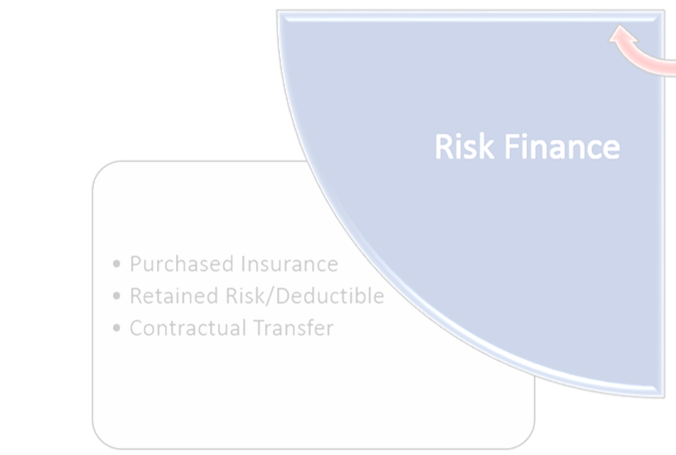 Risk Finance
• Purchased Insurance
• Retained Risk/Deductible
• Contractual Transfer